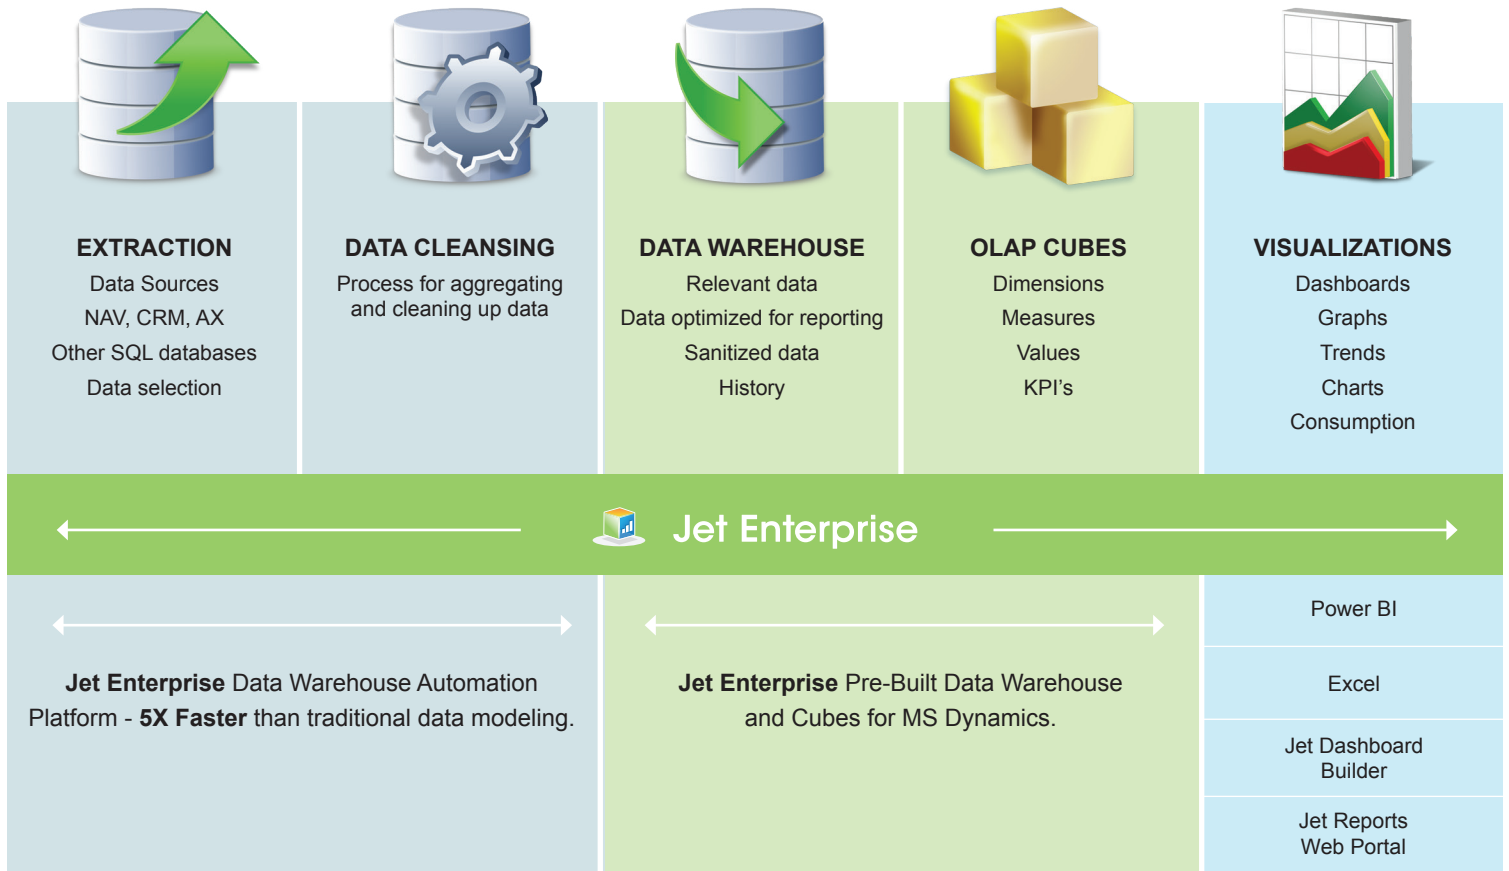 EXTRACTION
Data Sources
NAV, CRM, AX
Other SQL databases
Data selection
DATA CLEANSING
Process for aggregating
and cleaning up data
DATA WAREHOUSE
Relevant data
Data optimized for reporting
Sanitized data
History
OLAP CUBES
Dimensions
Measures
Values
KPI's
VISUALIZATIONS
Dashboards
Graphs
Trends
Charts
Consumption
Jet Enterprise
Jet Enterprise Data Warehouse Automation
Platform - 5X Faster than traditional data modeling.
Jet Enterprise Pre-Built Data Warehouse
and Cubes for MS Dynamics.
Power BI
Excel
Jet Dashboard
Builder
Jet Reports
Web Portal